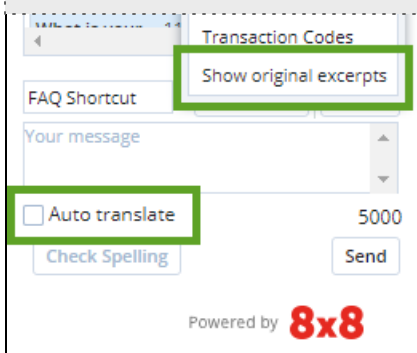 Transaction Codes
Show original excerpts
FAQ Shortcut
Your message
Auto translate
5000
Check Spelling
Send
Powered by 8x8